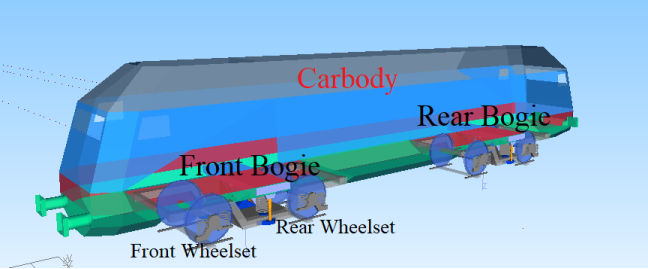 Carbody
Rear Bogie
Front Bogie
Rear Wheelset
Front Wheelset